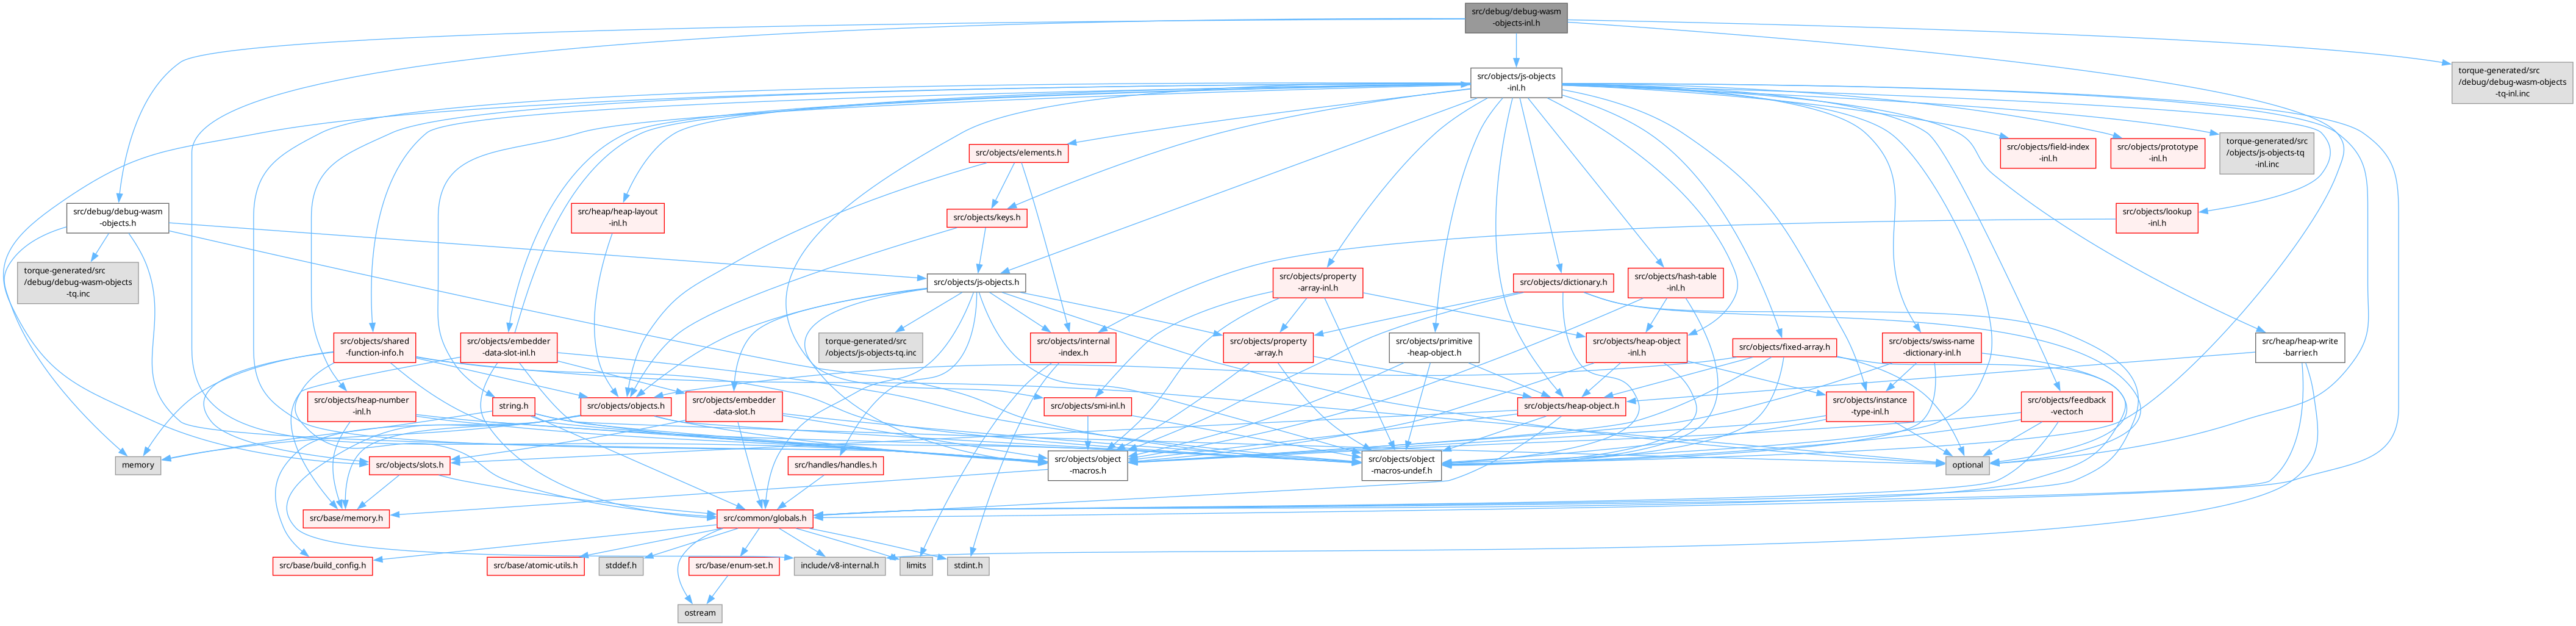 src/debug/debug-wasm
-objects-inl.h
src/objects/js-objects
-inl.h
torque-generated/src
/debug/debug-wasm-objects
-tq-inl.inc
src/objects/elements.h
src/objects/field-index
-inl.h
src/objects/prototype
-inl.h
torque-generated/src
/objects/js-objects-tq
-inl.inc
src/debug/debug-wasm
-objects.h
src/heap/heap-layout
-inl.h
src/objects/keys.h
src/objects/lookup
-inl.h
torque-generated/src
/debug/debug-wasm-objects
-tq.inc
src/objects/js-objects.h
src/objects/property
-array-inl.h
src/objects/dictionary.h
src/objects/hash-table
-inl.h
src/objects/shared
-function-info.h
src/objects/embedder
-data-slot-inl.h
torque-generated/src
/objects/js-objects-tq.inc
src/objects/internal
-index.h
src/objects/property
-array.h
src/objects/primitive
-heap-object.h
src/objects/heap-object
-inl.h
src/objects/fixed-array.h
src/objects/swiss-name
-dictionary-inl.h
src/heap/heap-write
-barrier.h
src/objects/heap-number
-inl.h
string.h
src/objects/objects.h
src/objects/embedder
-data-slot.h
src/objects/smi-inl.h
src/objects/heap-object.h
src/objects/instance
-type-inl.h
src/objects/feedback
-vector.h
memory
src/objects/slots.h
src/handles/handles.h
src/objects/object
-macros.h
src/objects/object
-macros-undef.h
optional
src/base/memory.h
src/common/globals.h
src/base/build_config.h
src/base/atomic-utils.h
stddef.h
src/base/enum-set.h
include/v8-internal.h
limits
stdint.h
ostream